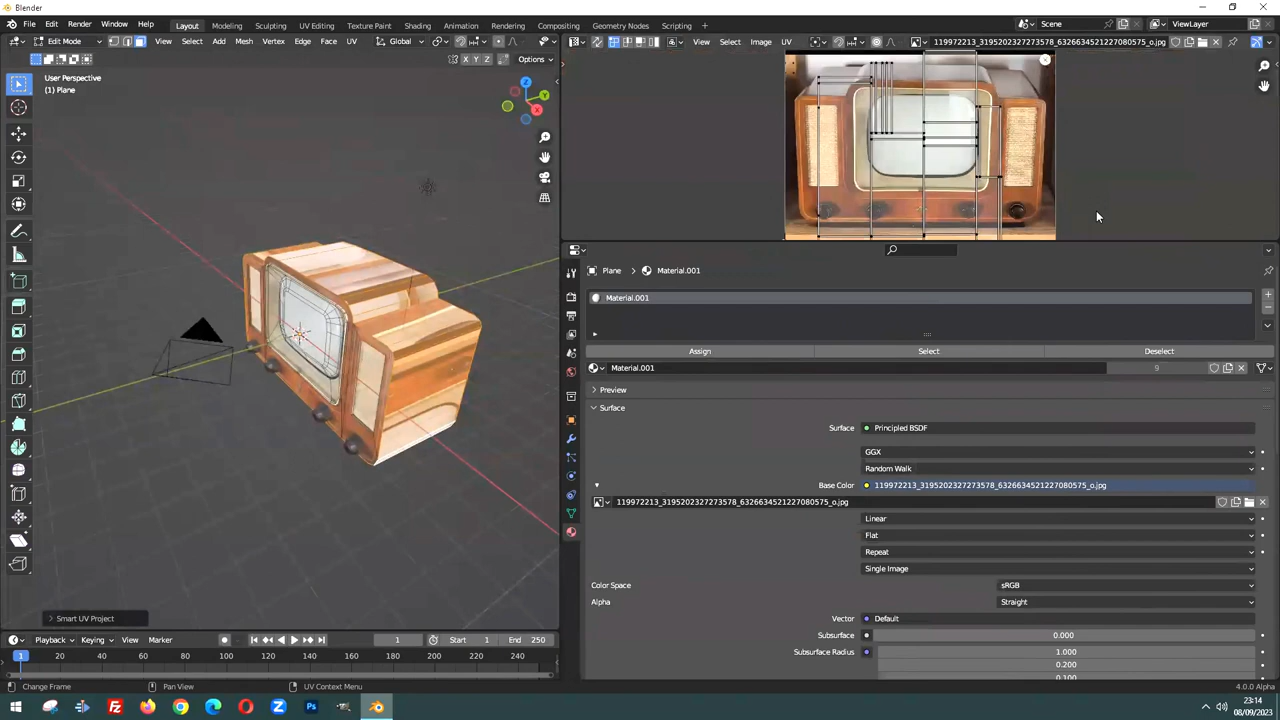 Blender
File Edit Render Window Help Layout Modeling Sculpting UV Editing Texture Paint Shading Animation Rendering Compositing Geometry Nodes Scripting + Scene ViewLayer
Edit Mode View Select Add Mesh Vertex Edge Face UV Global View Select Image UV 119972213_3195202327273578_6326634521227080575_o.jpg
X Y Z Options
User Perspective
(1) Plane
Z
Y
X
Plane > Material.001
Material.001
Assign Select Deselect
Material.001 9
Preview
Surface
Surface Principled BSDF
GGX
Random Walk
Base Color 119972213_3195202327273578_6326634521227080575_o.jpg
119972213_3195202327273578_6326634521227080575_o.jpg
Linear
Flat
Repeat
Single Image
Color Space sRGB
Alpha Straight
Vector Default
Subsurface 0.000
Subsurface Radius 1.000
0.200
0.100
> Smart UV Project
Playback Keying View Marker 1 Start 1 End 250
1 20 40 60 80 100 120 140 160 180 200 220 240
Change Frame Pan View UV Context Menu 4.0.0 Alpha
23:14
08/09/2023